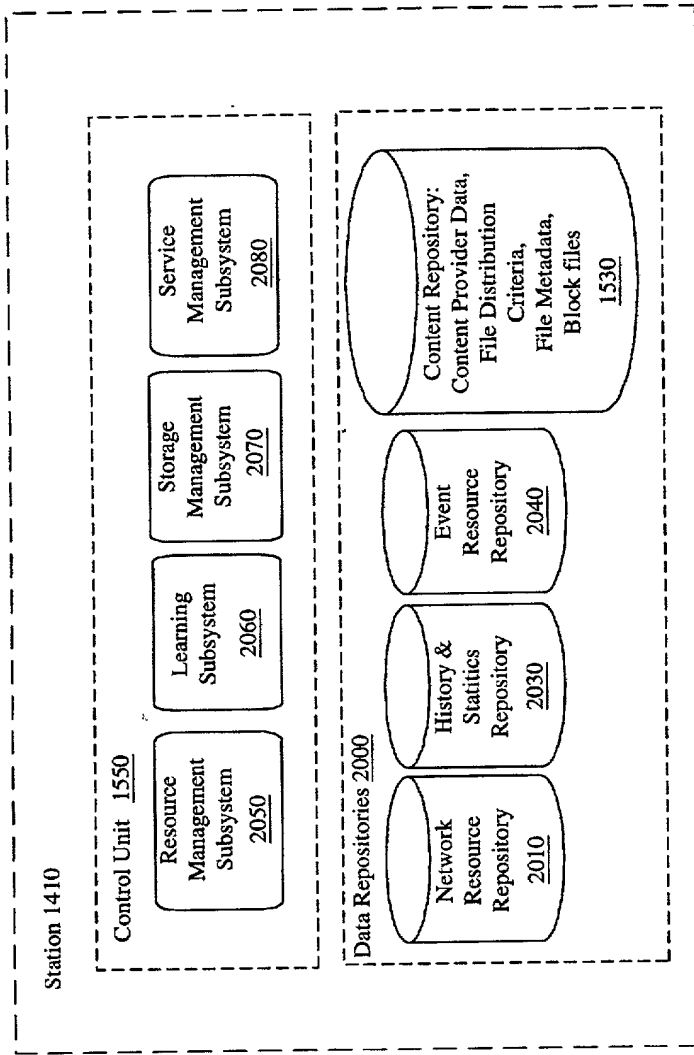 Station 1410
Control Unit 1550
Resource
Management
Subsystem
2050
Learning
Subsystem
2060
Storage
Management
Subsystem
2070
Service
Management
Subsystem
2080
Data Repositories 2000
Network
Resource
Repository
2010
History &
Statitics
Repository
2030
Event
Resource
Repository
2040
Content Repository:
Content Provider Data,
File Distribution
Criteria,
File Metadata,
Block files
1530